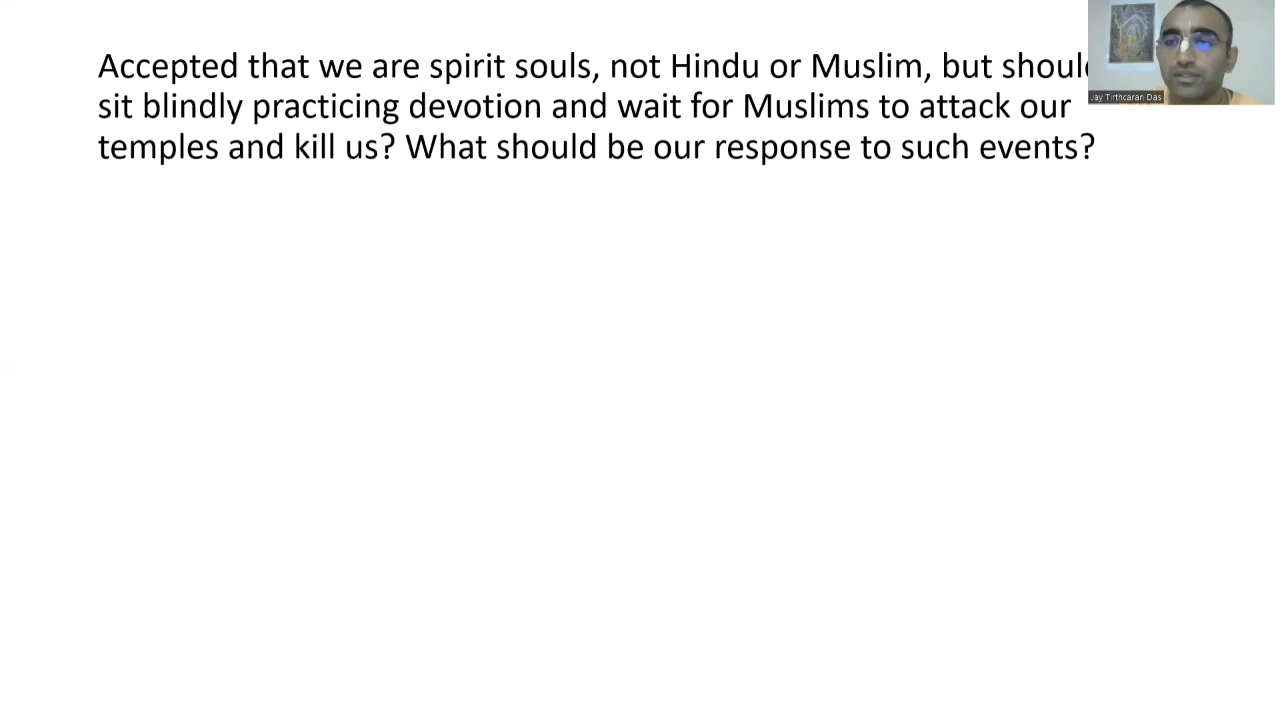 Accepted that we are spirit souls, not Hindu or Muslim, but
sit blindly practicing devotion and wait for Muslims to attack our
temples and kill us? What should be our response to such events?
Jay Tirthcaran Das